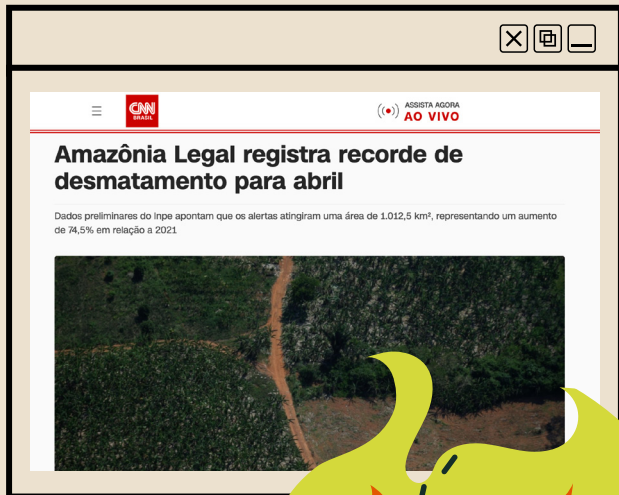 CNN
BRASIL
ASSISTA AGORA
AO VIVO
Amazônia Legal registra recorde de
desmatamento para abril
Dados preliminares do Inpe apontam que os alertas atingiram uma área de 1.012,5 km², representando um aumento
de 74,5% em relação a 2021